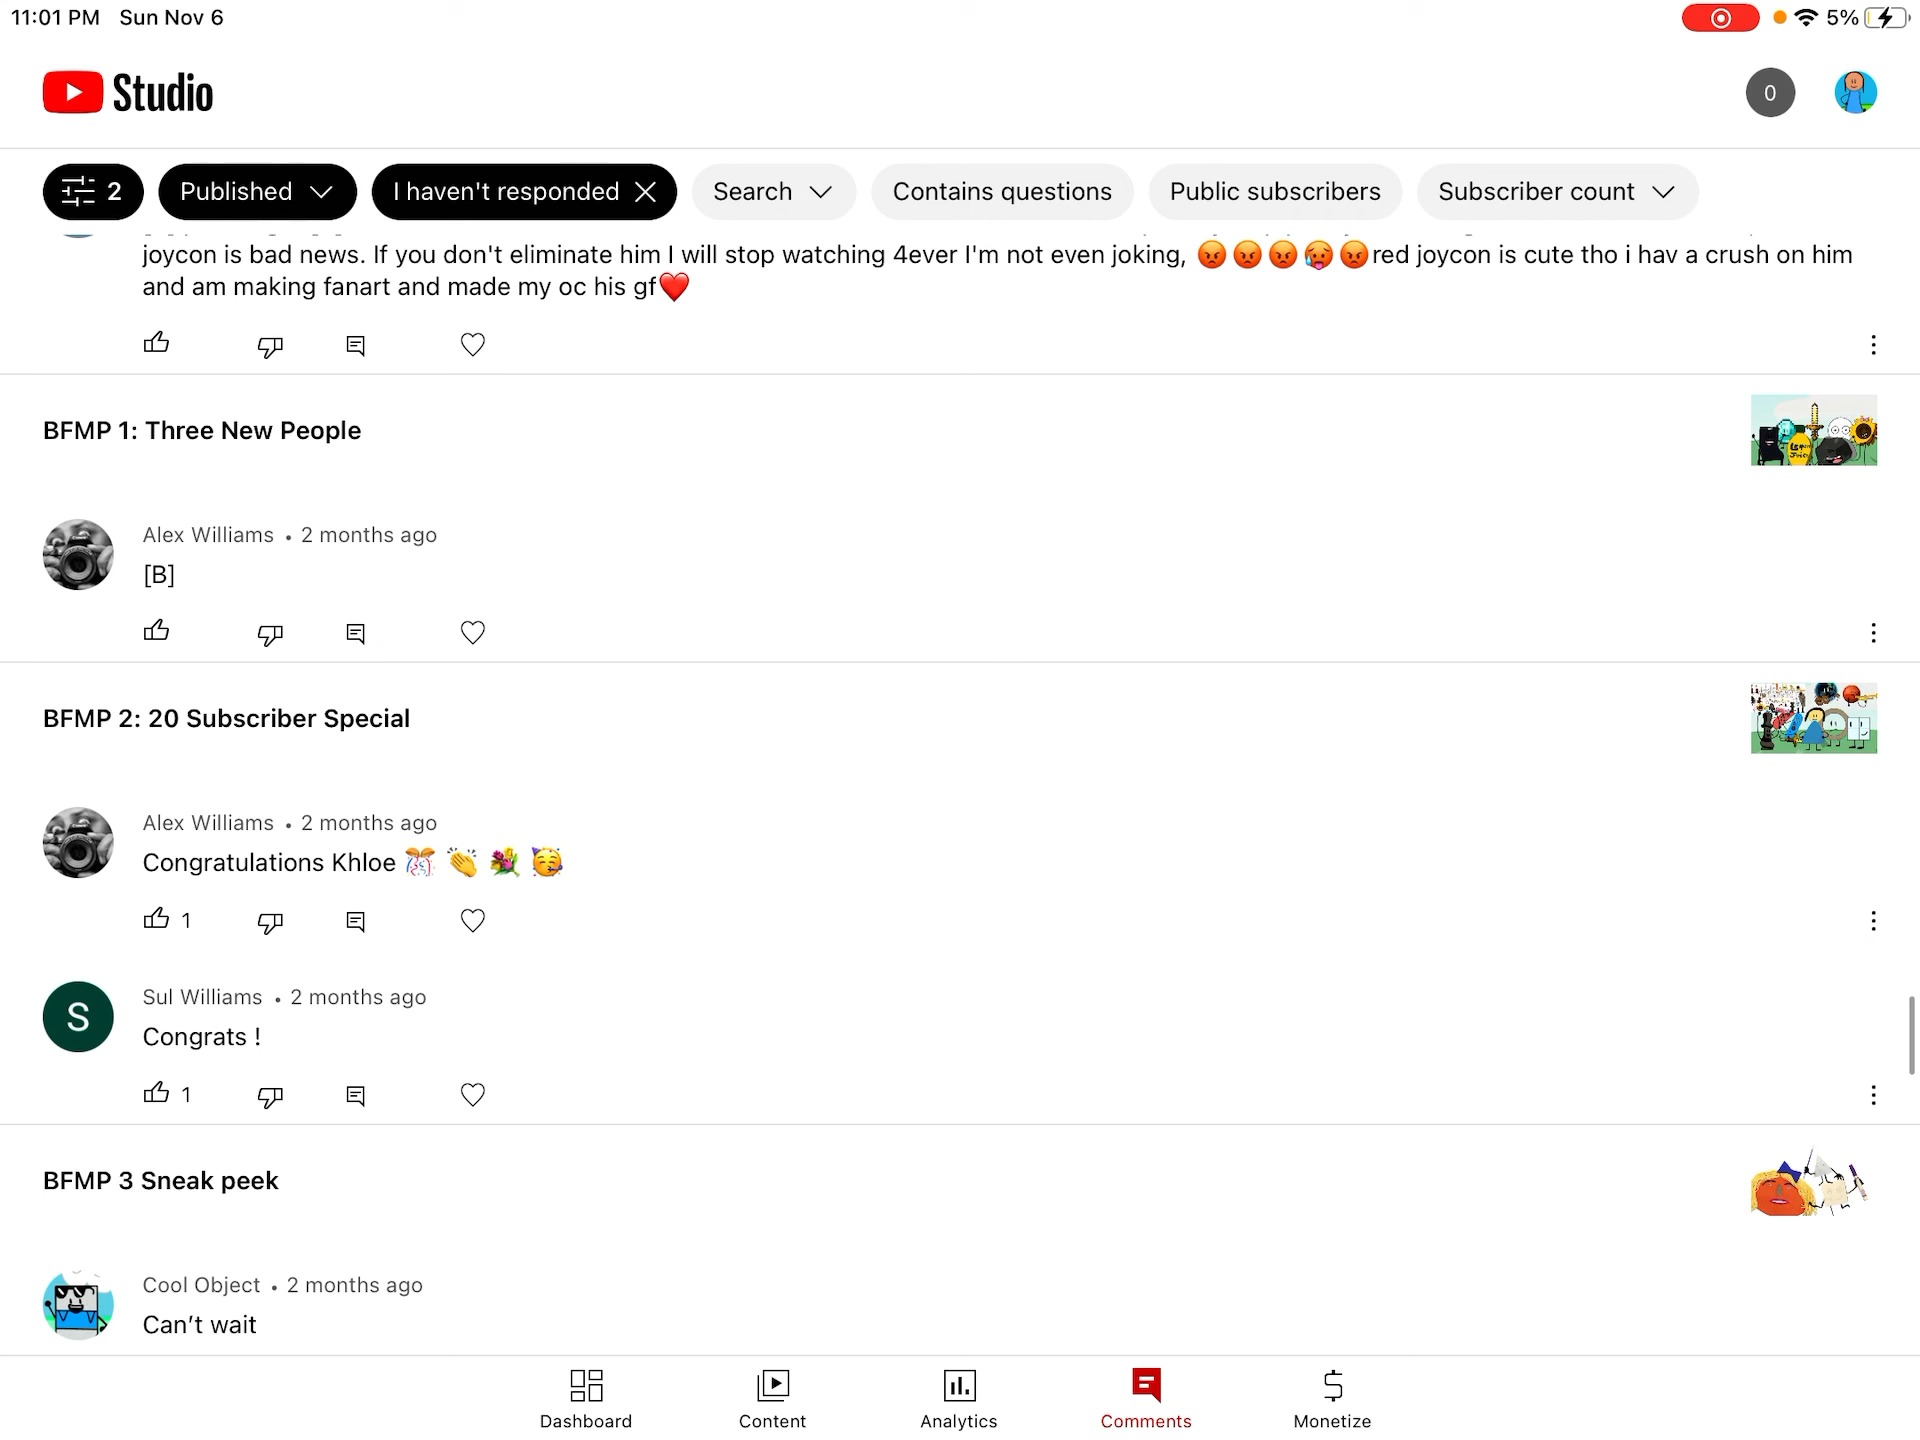 11:01 PM Sun Nov 6
5%
Studio
0
2
Published
I haven't responded
Search
Contains questions
Public subscribers
Subscriber count
joycon is bad news. If you don't eliminate him I will stop watching 4ever I'm not even joking, 😡😡😡🥵😡red joycon is cute tho i hav a crush on him
and am making fanart and made my oc his gf❤️
BFMP 1: Three New People
Alex Williams • 2 months ago
[B]
BFMP 2: 20 Subscriber Special
Alex Williams • 2 months ago
Congratulations Khloe 🎊 👏 💐 🥳
1
S
Sul Williams • 2 months ago
Congrats !
1
BFMP 3 Sneak peek
Cool Object • 2 months ago
Can’t wait
Dashboard
Content
Analytics
Comments
Monetize